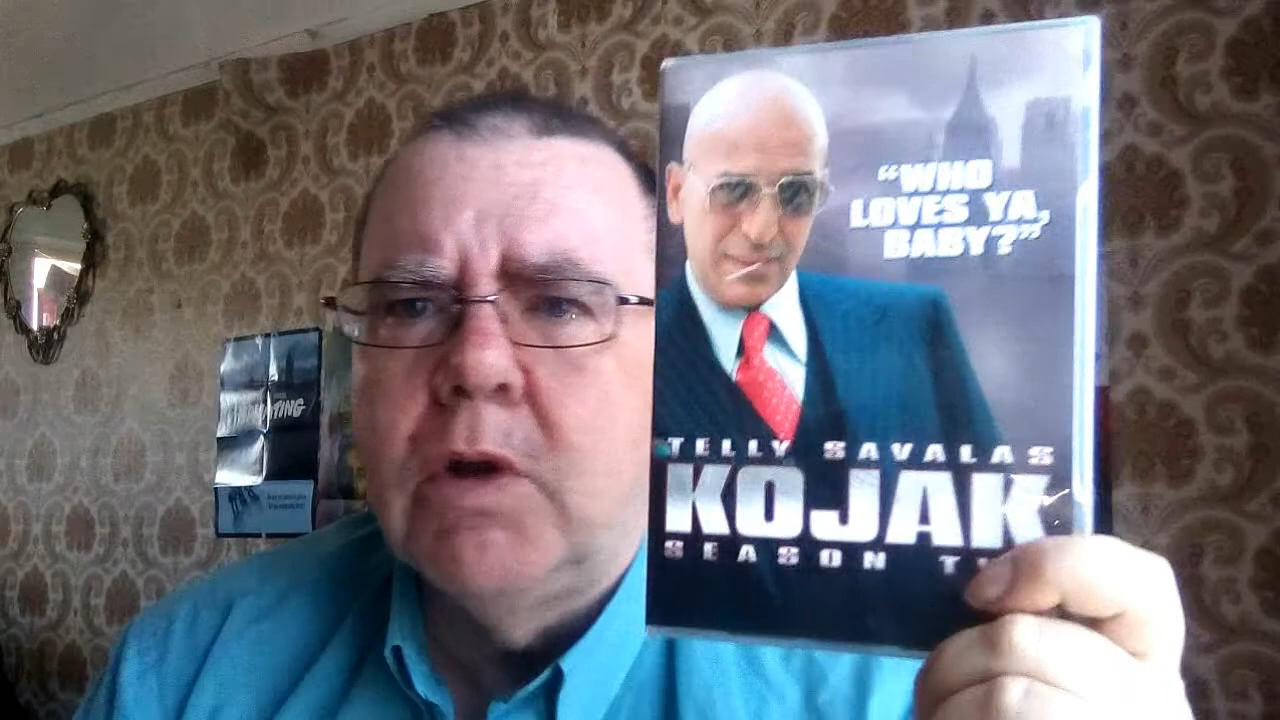 "WHO
LOVES YA,
BABY?"
TELLY SAVALAS
KOJAK
SEASON